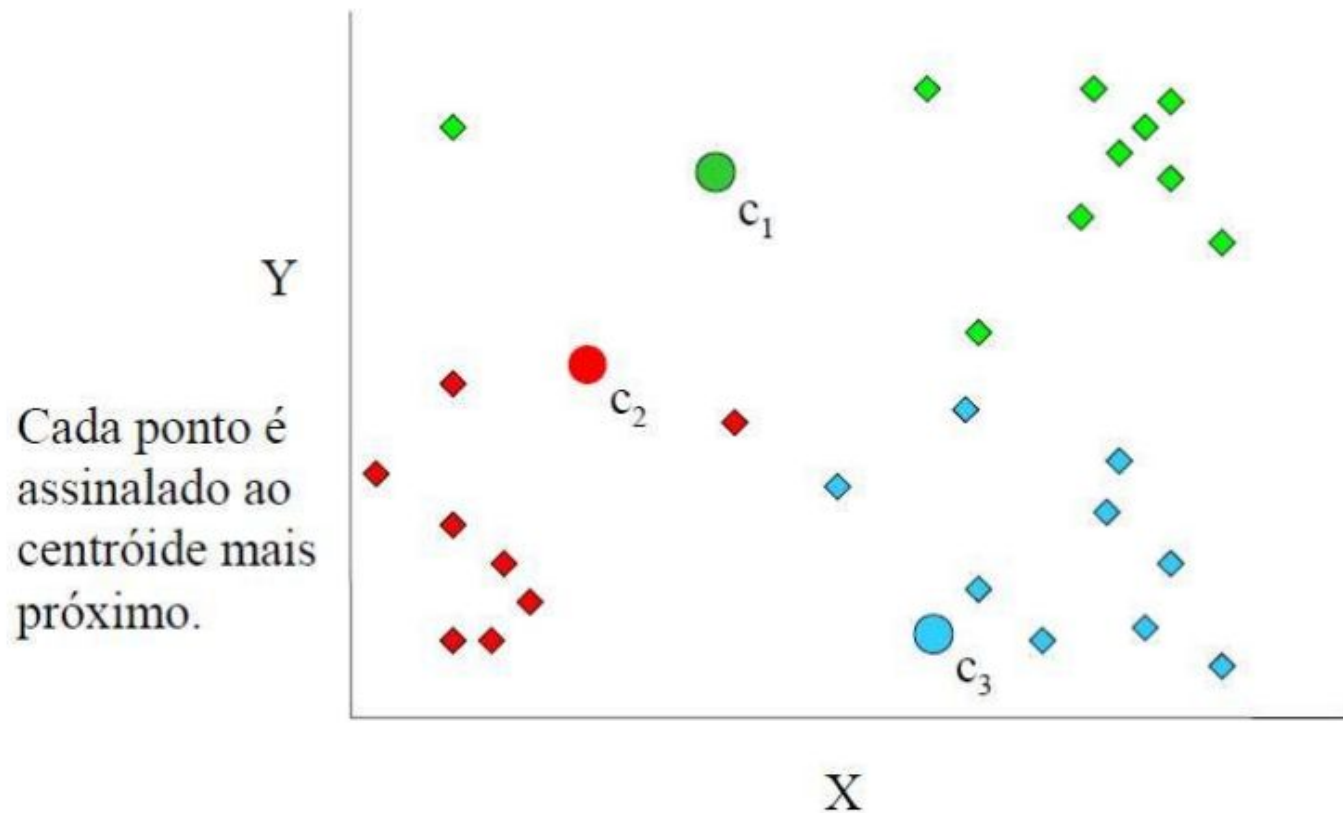 c₁
Y
c₂
Cada ponto é
assinalado ao
centróide mais
próximo.
c₃
X